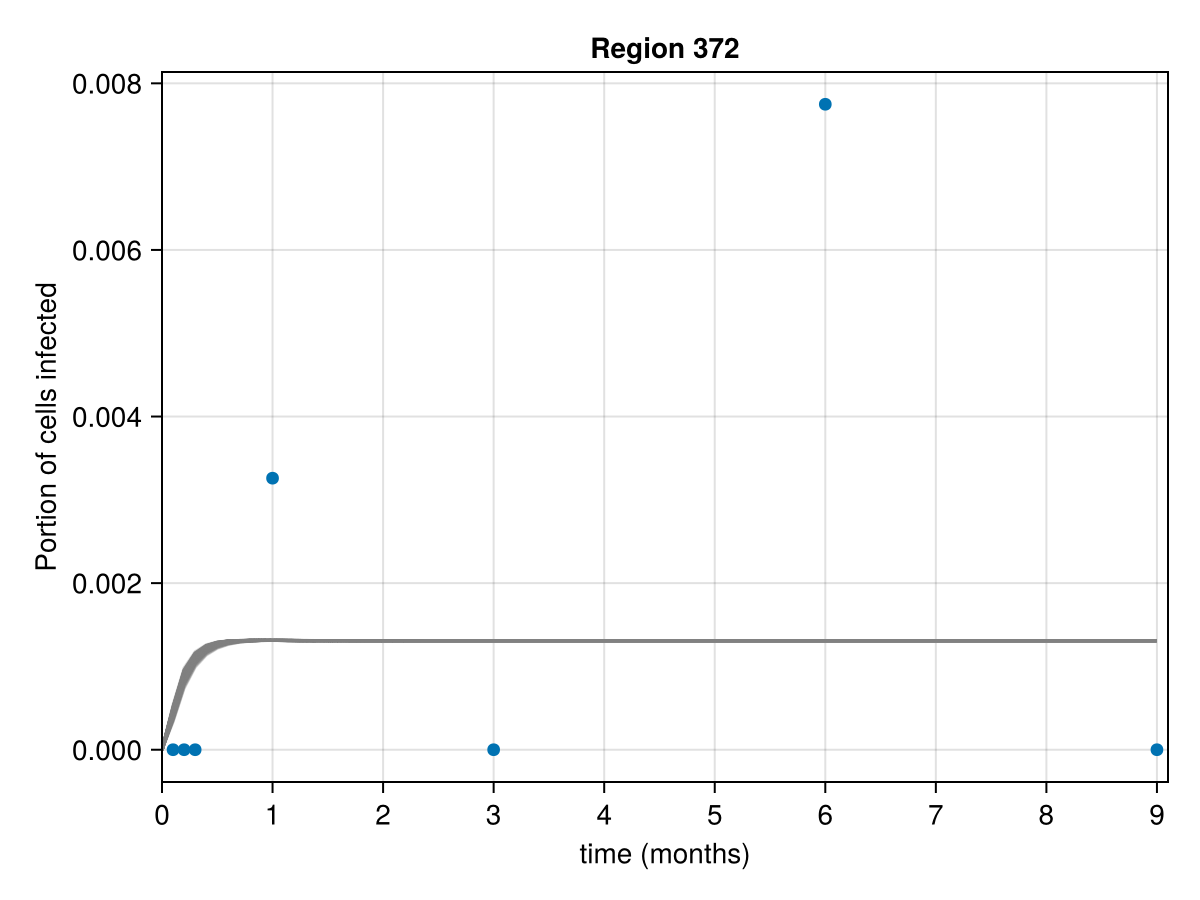 Region 372
Portion of cells infected
0.008
0.006
0.004
0.002
0.000
0 1 2 3 4 5 6 7 8 9
time (months)